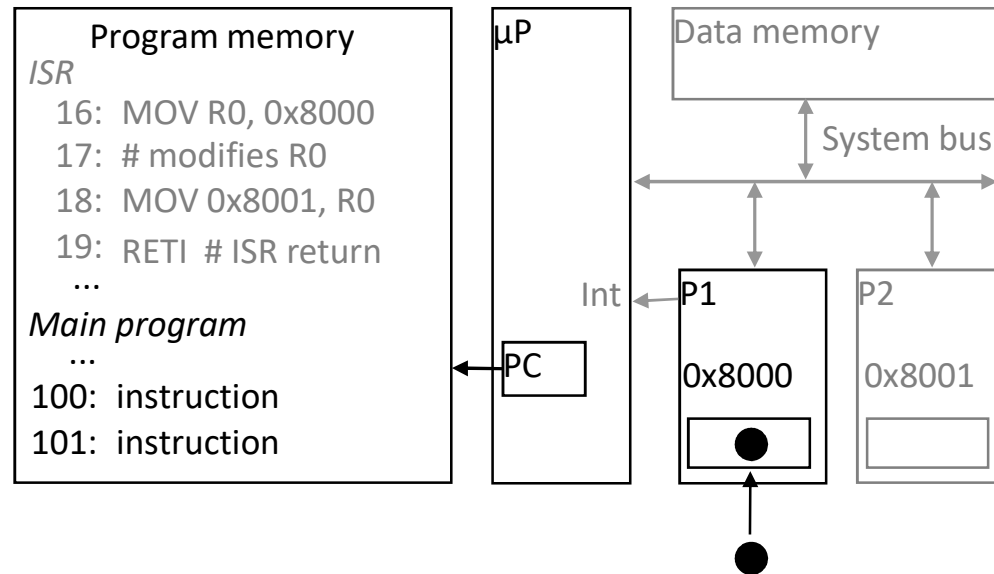 Program memory
ISR
16: MOV R0, 0x8000
17: # modifies R0
18: MOV 0x8001, R0
19: RETI # ISR return
...
Main program
...
100: instruction
101: instruction
μP
PC
Data memory
System bus
Int
P1
0x8000
P2
0x8001